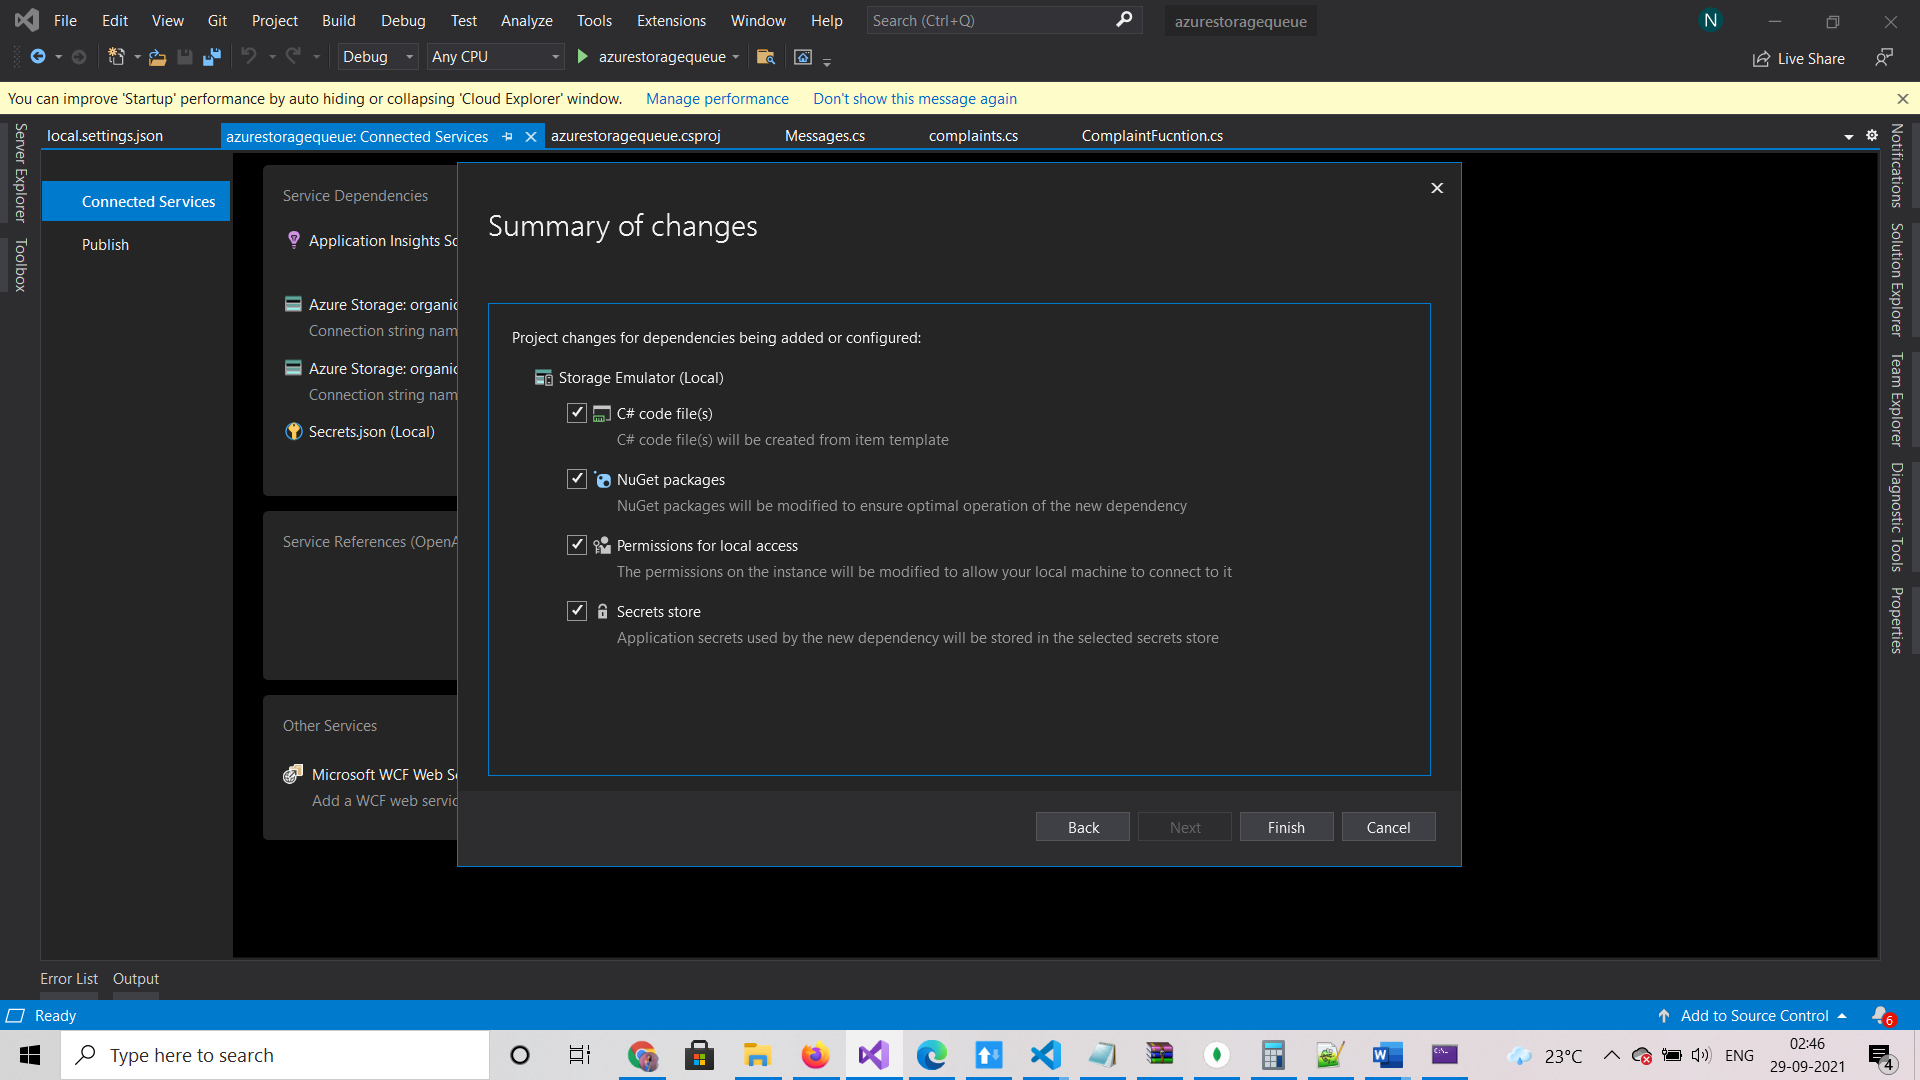 File Edit View Git Project Build Debug Test Analyze Tools Extensions Window Help Search (Ctrl+Q) azurestoragequeue N
Debug Any CPU azurestoragequeue Live Share
You can improve 'Startup' performance by auto hiding or collapsing 'Cloud Explorer' window. Manage performance Don't show this message again
local.settings.json azurestoragequeue: Connected Services azurestoragequeue.csproj Messages.cs complaints.cs ComplaintFucntion.cs
Server Explorer
Toolbox
Connected Services
Publish
Service Dependencies
Application Insights Sc
Azure Storage: organic
Connection string nam
Azure Storage: organic
Connection string nam
Secrets.json (Local)
Service References (OpenA
Other Services
Microsoft WCF Web Se
Add a WCF web servic
Summary of changes
Project changes for dependencies being added or configured:
Storage Emulator (Local)
C# code file(s)
C# code file(s) will be created from item template
NuGet packages
NuGet packages will be modified to ensure optimal operation of the new dependency
Permissions for local access
The permissions on the instance will be modified to allow your local machine to connect to it
Secrets store
Application secrets used by the new dependency will be stored in the selected secrets store
Back Next Finish Cancel
Notifications
Solution Explorer
Team Explorer
Diagnostic Tools
Properties
Error List Output
Ready Add to Source Control 6
Type here to search 23°C ENG 02:46
29-09-2021 4